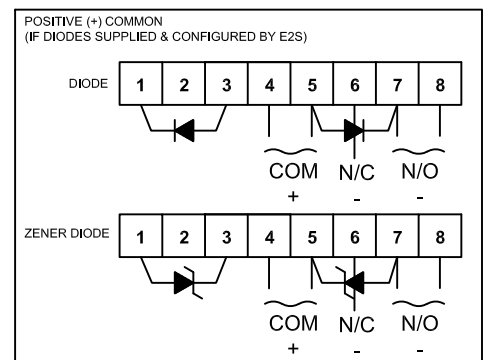 POSITIVE (+) COMMON
(IF DIODES SUPPLIED & CONFIGURED BY E2S)
DIODE 1 2 3 4 5 6 7 8
COM N/C N/O
+ - -
ZENER DIODE 1 2 3 4 5 6 7 8
COM N/C N/O
+ - -